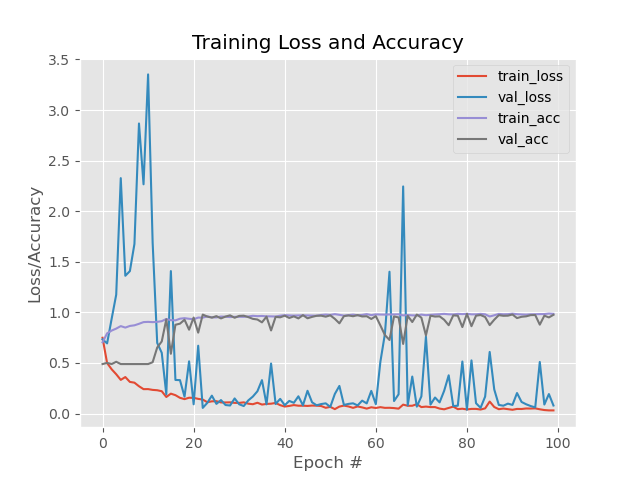 Training Loss and Accuracy
3.5
3.0
2.5
2.0
1.5
1.0
0.5
0.0
Loss/Accuracy
train_loss
val_loss
train_acc
val_acc
0 20 40 60 80 100
Epoch #